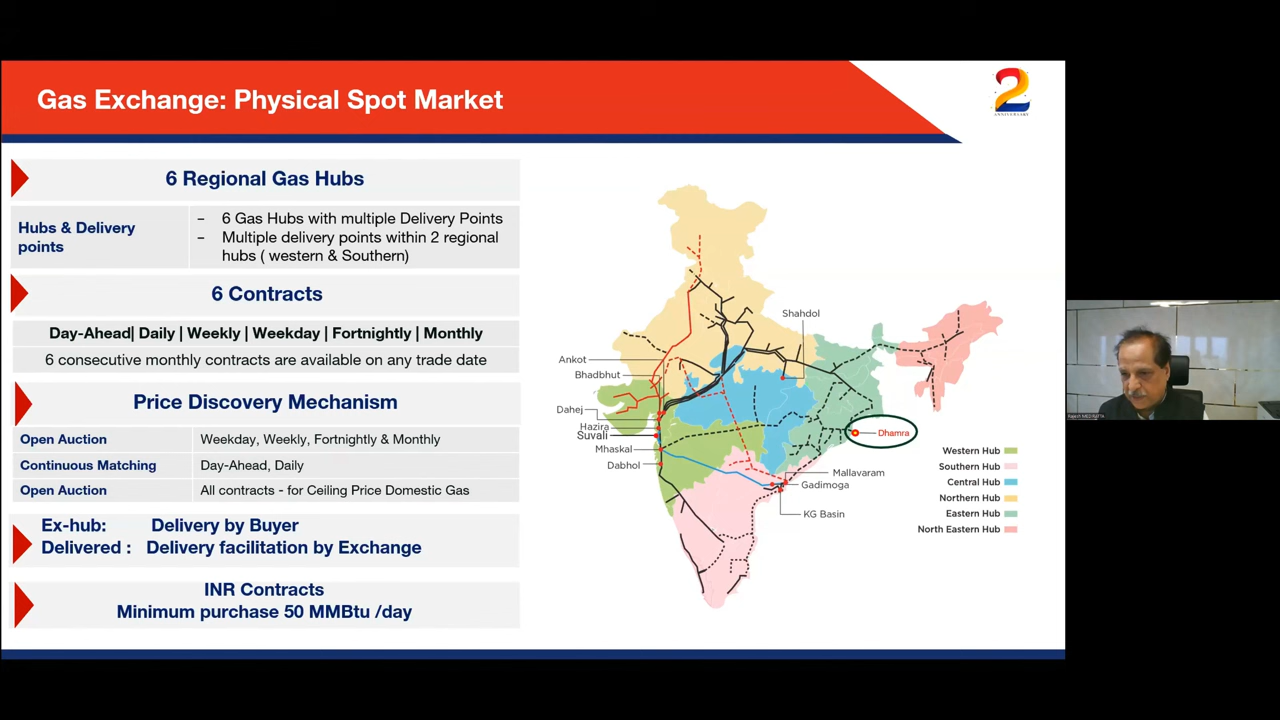 Gas Exchange: Physical Spot Market
2
ANNIVERSARY
6 Regional Gas Hubs
Hubs & Delivery
points
– 6 Gas Hubs with multiple Delivery Points
– Multiple delivery points within 2 regional
hubs ( western & Southern)
6 Contracts
Day-Ahead| Daily | Weekly | Weekday | Fortnightly | Monthly
6 consecutive monthly contracts are available on any trade date
Price Discovery Mechanism
Open Auction Weekday, Weekly, Fortnightly & Monthly
Continuous Matching Day-Ahead, Daily
Open Auction All contracts - for Ceiling Price Domestic Gas
Ex-hub: Delivery by Buyer
Delivered : Delivery facilitation by Exchange
INR Contracts
Minimum purchase 50 MMBtu /day
Shahdol
Ankot
Bhadbhut
Dahej
Hazira
Suvali
Mhaskal
Dabhol
Dhamra
Mallavaram
Gadimoga
KG Basin
Western Hub
Southern Hub
Central Hub
Northern Hub
Eastern Hub
North Eastern Hub